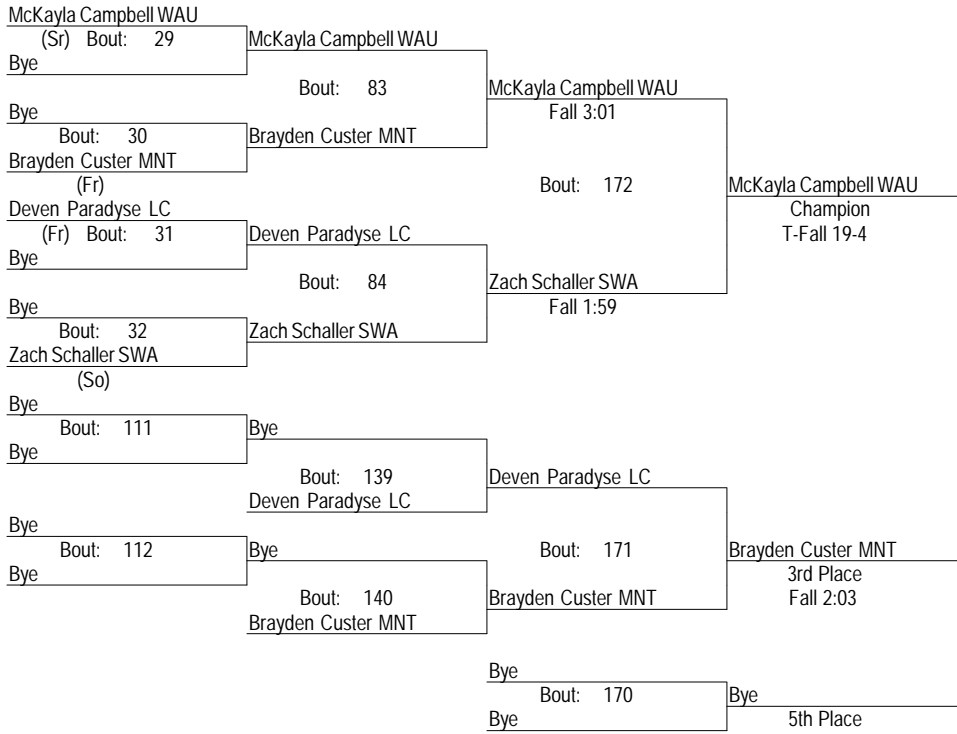 McKayla Campbell WAU
(Sr) Bout: 29
McKayla Campbell WAU
Bye
Bout: 83
McKayla Campbell WAU
Bye
Fall 3:01
Bout: 30
Brayden Custer MNT
Brayden Custer MNT
(Fr)
Bout: 172
McKayla Campbell WAU
Deven Paradyse LC
Champion
(Fr) Bout: 31
Deven Paradyse LC
T-Fall 19-4
Bye
Bout: 84
Zach Schaller SWA
Bye
Fall 1:59
Bout: 32
Zach Schaller SWA
Zach Schaller SWA
(So)
Bye
Bout: 111
Bye
Bye
Bout: 139
Deven Paradyse LC
Deven Paradyse LC
Bye
Bout: 112
Bye
Bout: 171
Brayden Custer MNT
Bye
3rd Place
Bout: 140
Brayden Custer MNT
Fall 2:03
Brayden Custer MNT
Bye
Bout: 170
Bye
Bye
5th Place